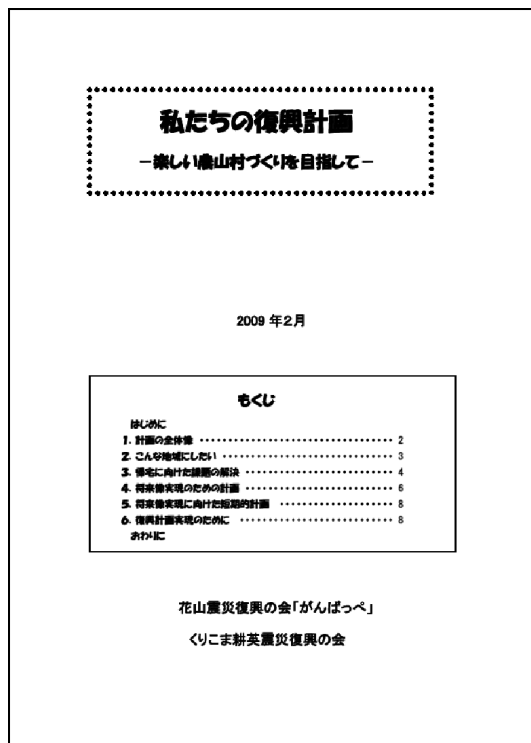 私たちの復興計画
－楽しい農山村づくりを目指して－
2009 年2月
もくじ
はじめに
1. 計画の全体像 ･････････････････････････････････ 2
2. こんな地域にしたい ･････････････････････････････ 3
3. 帰宅に向けた課題の解決 ･･････････････････････････ 4
4. 将来像実現のための計画 ･･････････････････････････ 6
5. 将来像実現に向けた短期的計画 ･････････････････････ 8
6. 復興計画実現のために ････････････････････････････ 8
おわりに
花山震災復興の会「がんばっぺ」
くりこま耕英震災復興の会